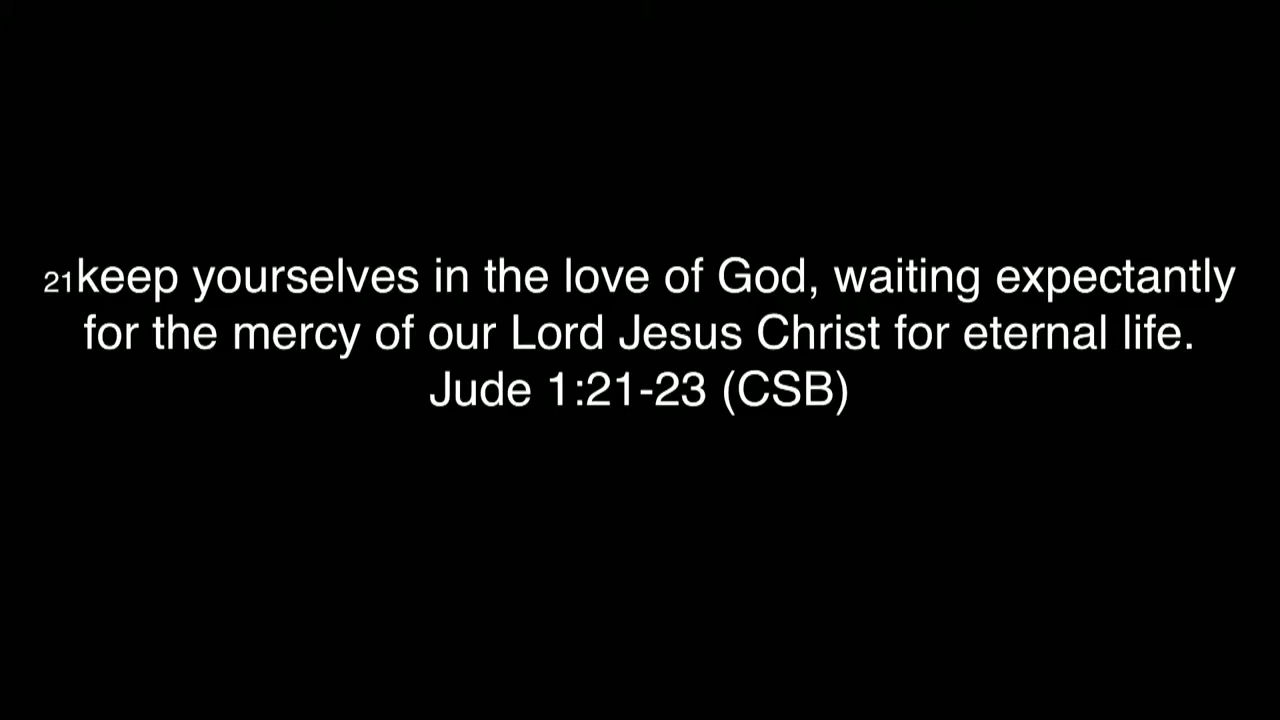 21keep yourselves in the love of God, waiting expectantly
for the mercy of our Lord Jesus Christ for eternal life.
Jude 1:21-23 (CSB)